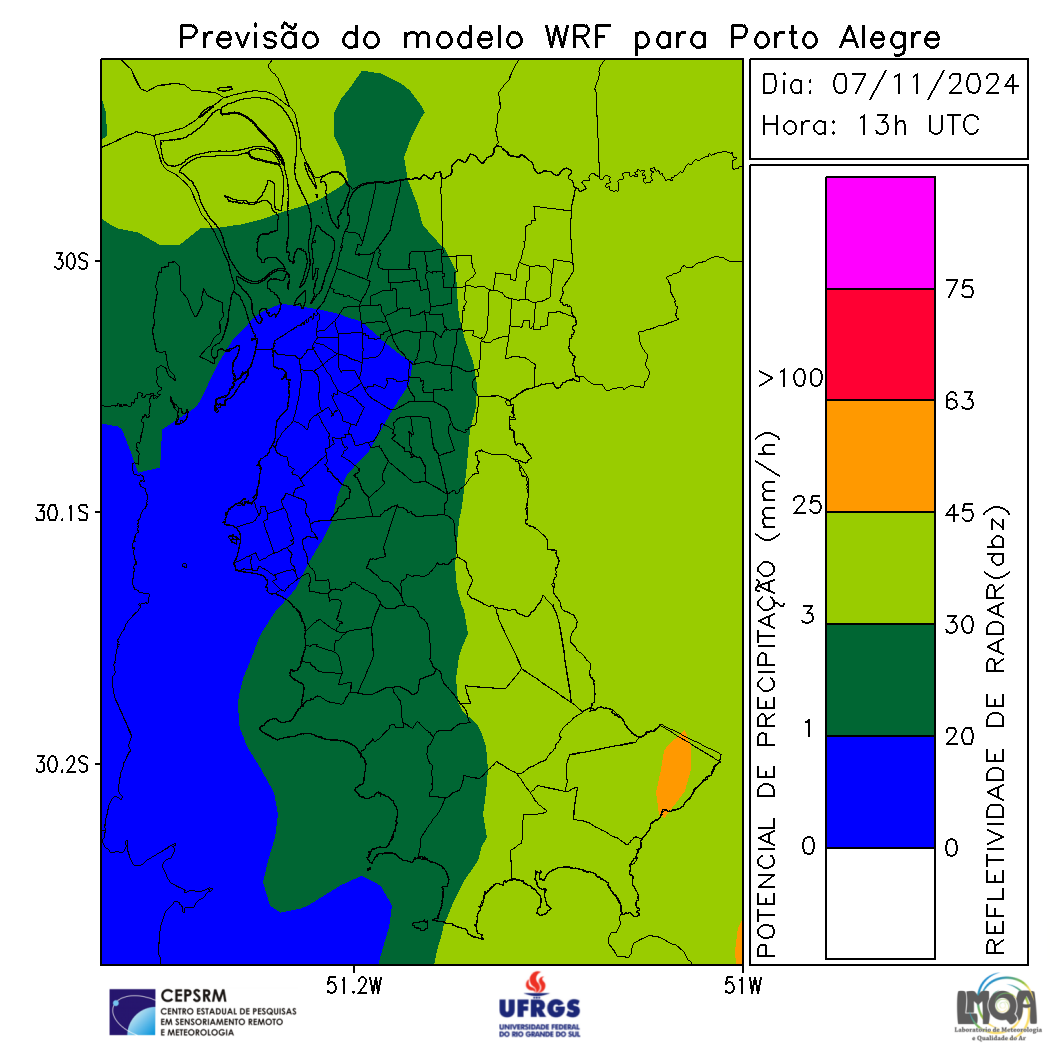 Previsão do modelo WRF para Porto Alegre
Dia: 07/11/2024
Hora: 13h UTC
30S
30.1S
30.2S
51.2W
51W
POTENCIAL DE PRECIPITAÇÃO (mm/h)
>100
25
3
1
0
75
63
45
30
20
0
REFLETIVIDADE DE RADAR(dbz)
CEPSRM
CENTRO ESTADUAL DE PESQUISAS
EM SENSORIAMENTO REMOTO
E METEOROLOGIA
UFRGS
UNIVERSIDADE FEDERAL
DO RIO GRANDE DO SUL
LMQA
Laboratório de Meteorologia
e Qualidade do Ar